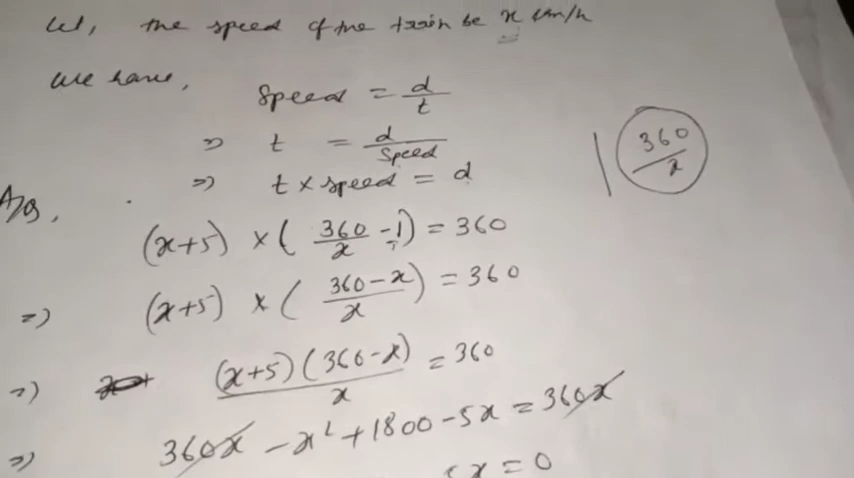 Let, the speed of the train be x km/h
We have,
Speed = d/t
=> t = d/Speed
=> t × speed = d
360/x
A/q,
(x+5) × (360/x - 1) = 360
=> (x+5) × (360-x/x) = 360
=> (x+5)(360-x)/x = 360
=> 360x - x² + 1800 - 5x = 360x
x = 0